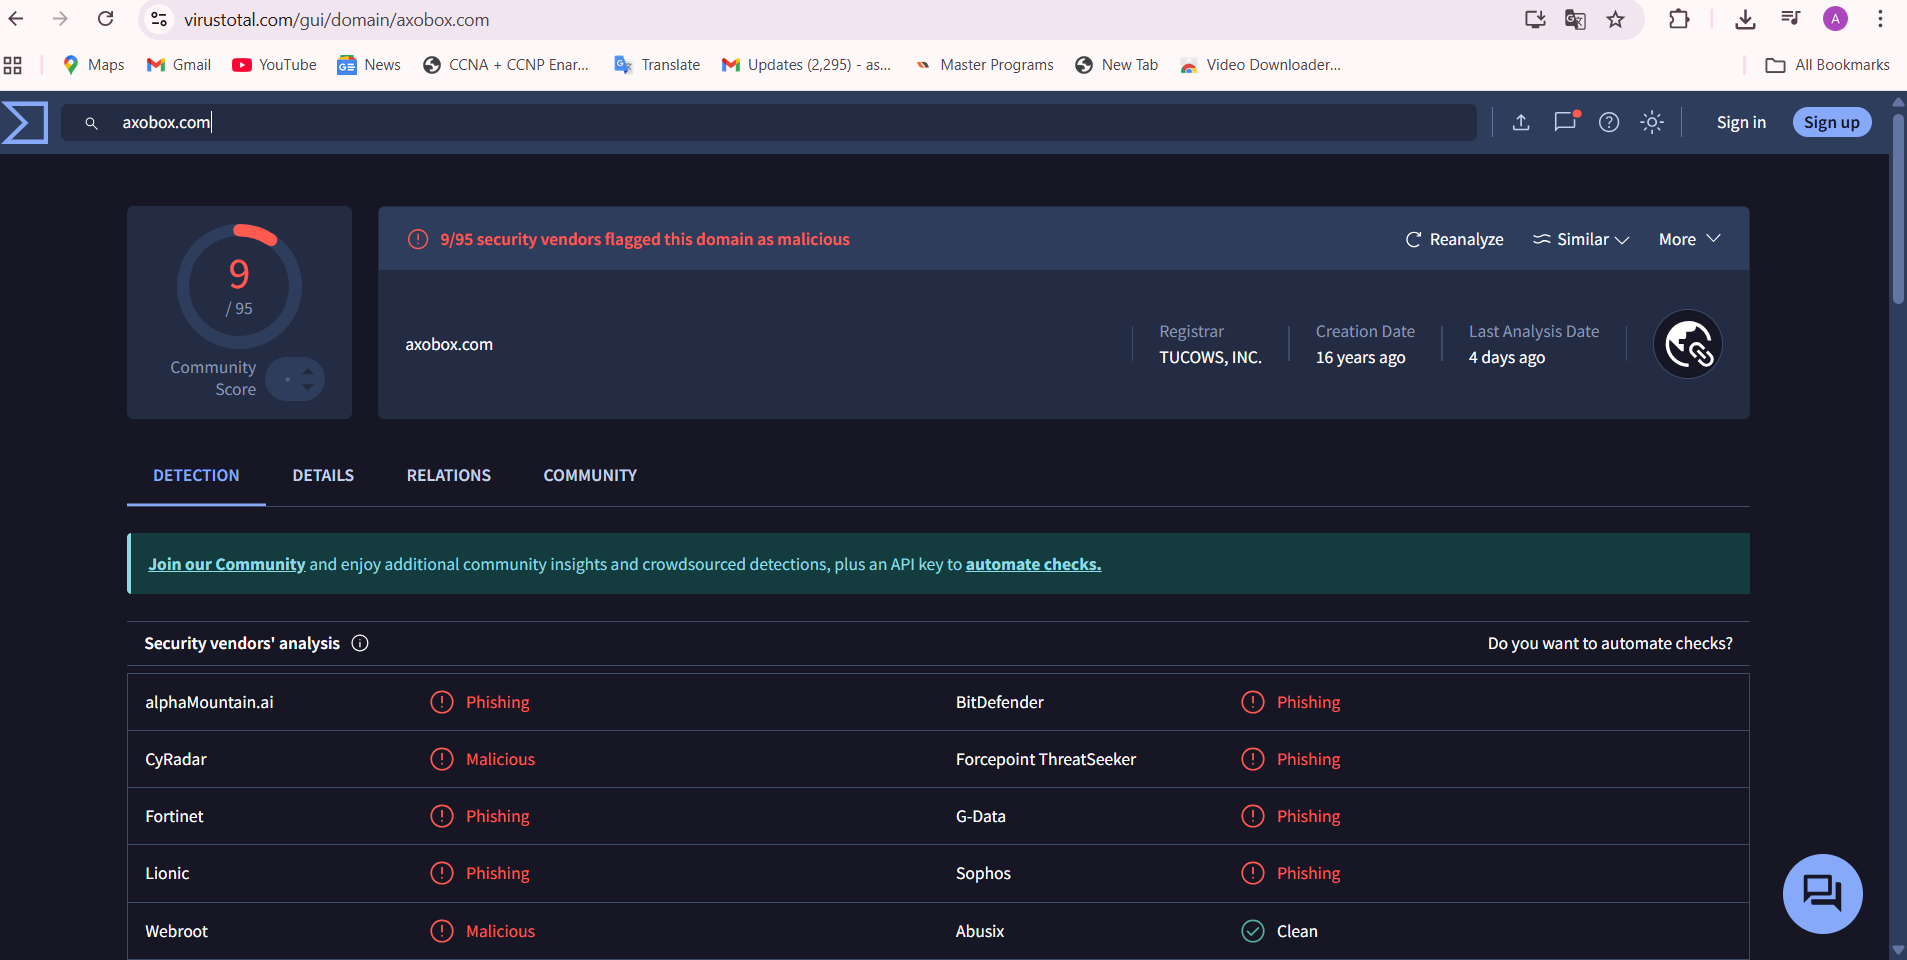 virustotal.com/gui/domain/axobox.com
A
Maps Gmail YouTube News CCNA + CCNP Enar... Translate Updates (2,295) - as... Master Programs New Tab Video Downloader... All Bookmarks
axobox.com
Sign in Sign up
9
/ 95
Community
Score
9/95 security vendors flagged this domain as malicious
Reanalyze Similar More
axobox.com
Registrar
TUCOWS, INC.
Creation Date
16 years ago
Last Analysis Date
4 days ago
DETECTION DETAILS RELATIONS COMMUNITY
Join our Community and enjoy additional community insights and crowdsourced detections, plus an API key to automate checks.
Security vendors' analysis Do you want to automate checks?
alphaMountain.ai Phishing BitDefender Phishing
CyRadar Malicious Forcepoint ThreatSeeker Phishing
Fortinet Phishing G-Data Phishing
Lionic Phishing Sophos Phishing
Webroot Malicious Abusix Clean